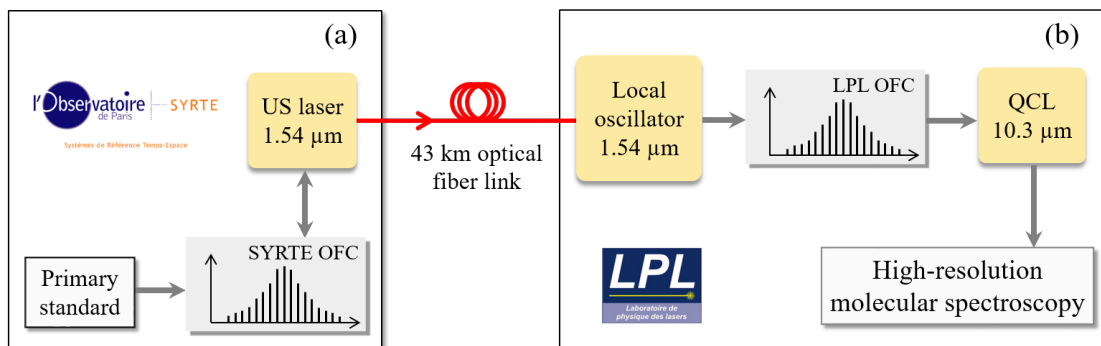 (a)
l'Observatoire
de Paris
SYRTE
Systèmes de Référence Temps-Espace
US laser
1.54 µm
43 km optical
fiber link
SYRTE OFC
Primary
standard
(b)
Local
oscillator
1.54 µm
LPL OFC
QCL
10.3 µm
LPL
Laboratoire de
physique des lasers
High-resolution
molecular spectroscopy